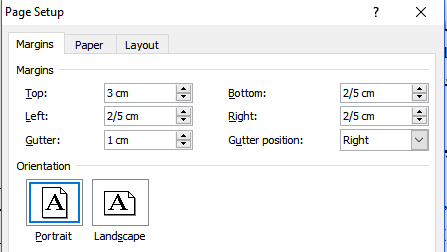 Page Setup ? ×
Margins Paper Layout
Margins
Top: 3 cm Bottom: 2/5 cm
Left: 2/5 cm Right: 2/5 cm
Gutter: 1 cm Gutter position: Right
Orientation
A A
Portrait Landscape